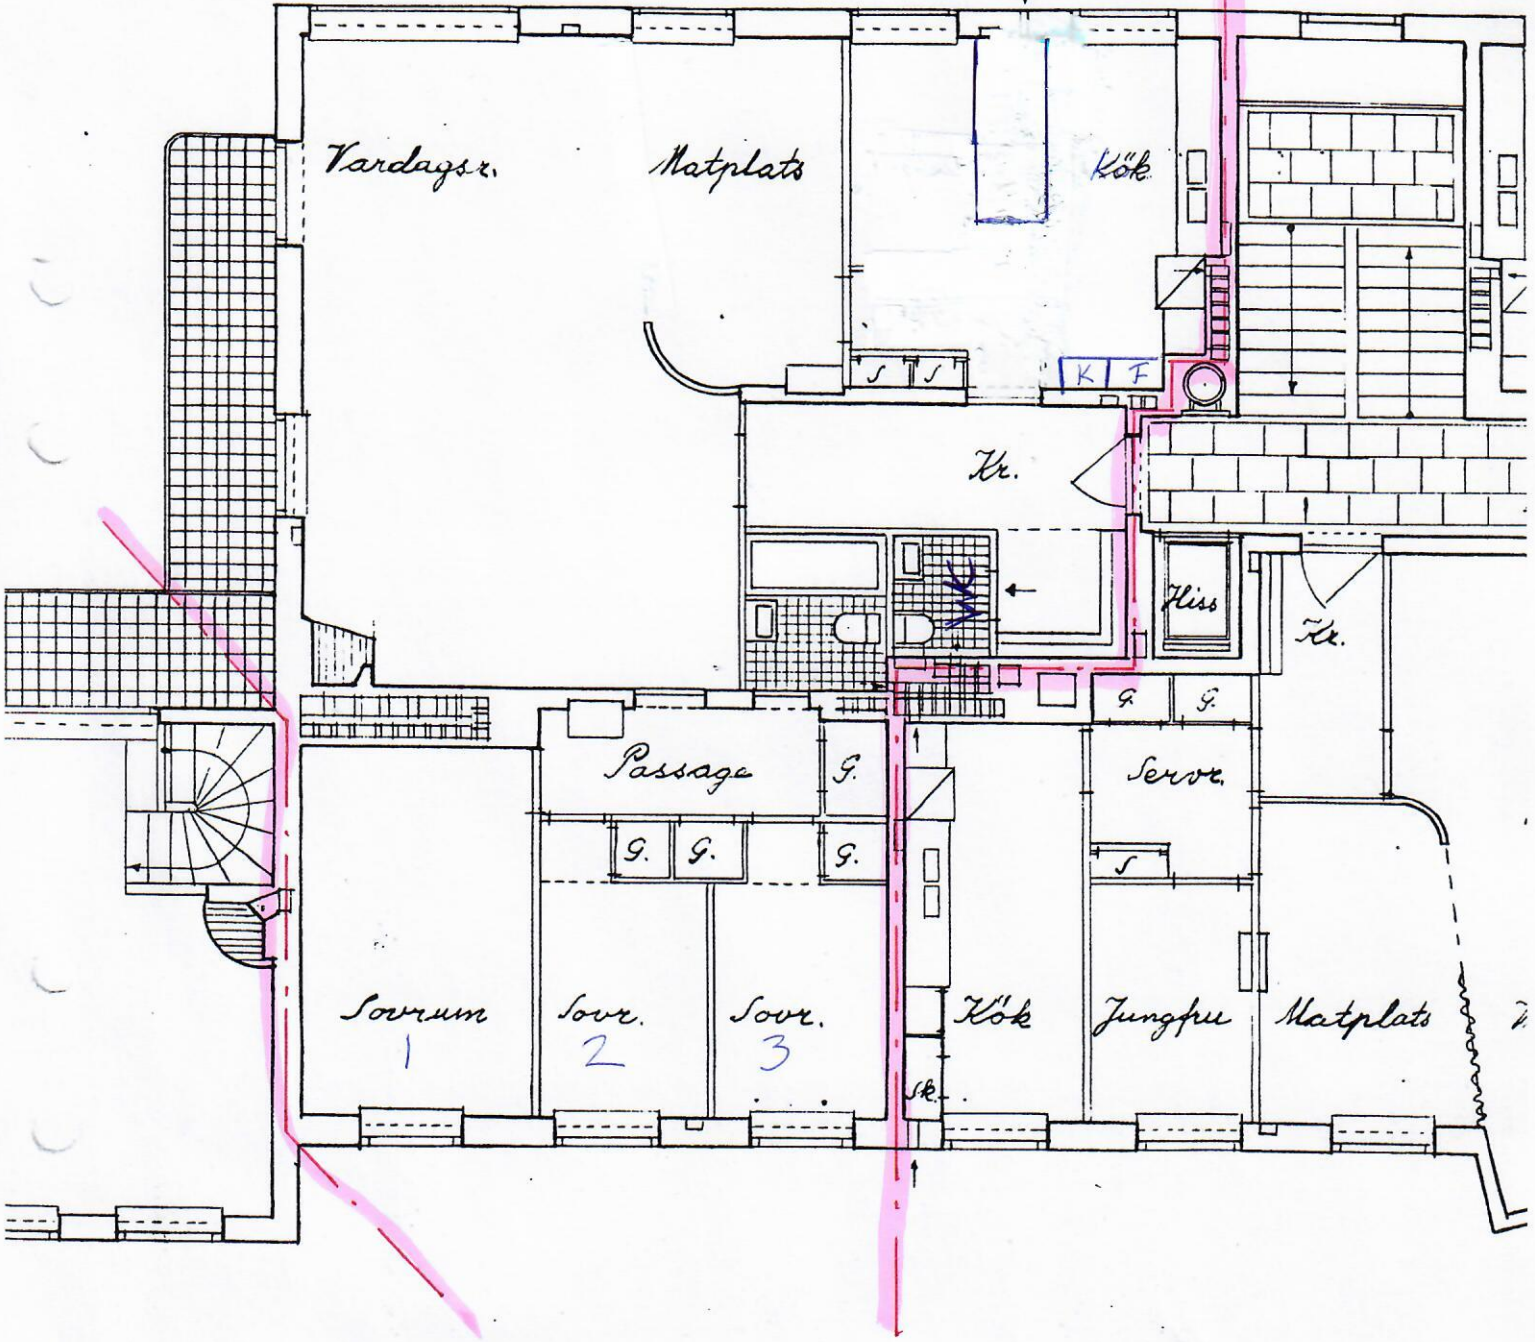 Vardagsr.
Matplats
Kök
S
S
K
F
Kr.
WC
Hiss
Kr.
G.
G.
Passage
G.
Servr.
G.
G.
G.
S
Sovrum
Sovr.
Sovr.
Kök
Jungfru
Matplats
1
2
3
Sk.